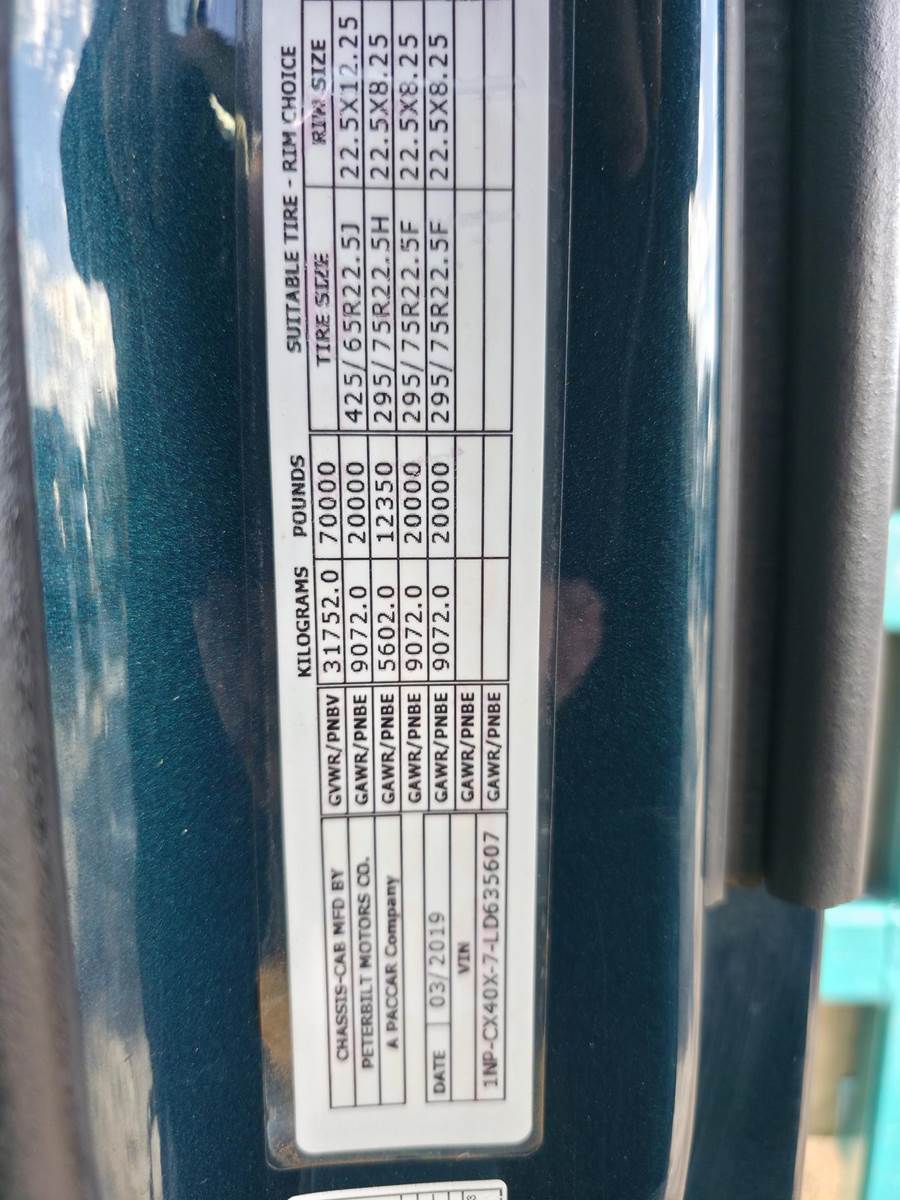 CHASSIS-CAB MFD BY
PETERBILT MOTORS CO.
A PACCAR Company
DATE 03/2019
VIN
1NP-CX40X-7-LD635607
KILOGRAMS POUNDS SUITABLE TIRE - RIM CHOICE
TIRE SIZE RIM SIZE
GVWR/PNBV 31752.0 70000
GAWR/PNBE 9072.0 20000 425/65R22.5J 22.5X12.25
GAWR/PNBE 5602.0 12350 295/75R22.5H 22.5X8.25
GAWR/PNBE 9072.0 20000 295/75R22.5F 22.5X8.25
GAWR/PNBE 9072.0 20000 295/75R22.5F 22.5X8.25
GAWR/PNBE
GAWR/PNBE